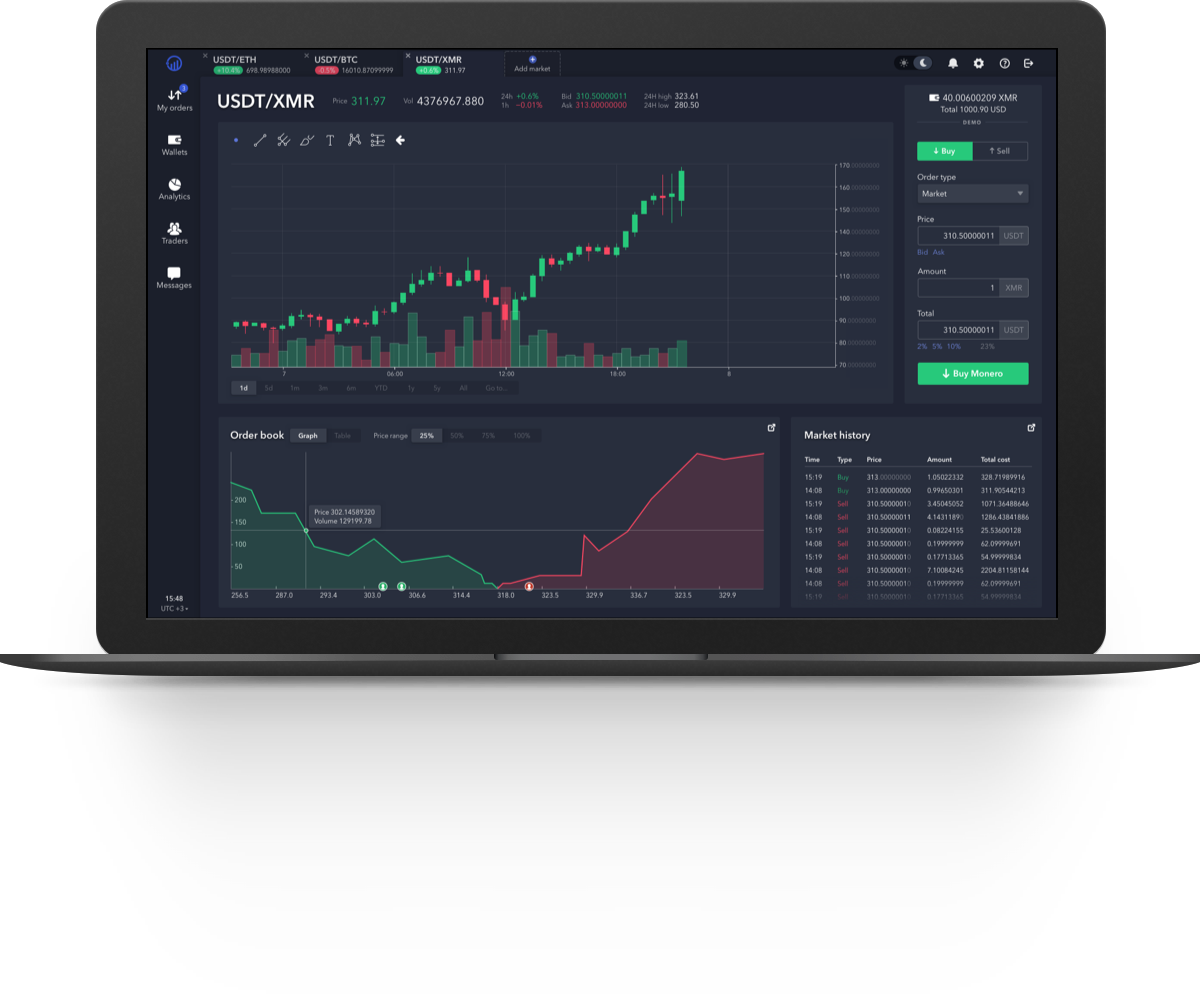 USDT/ETH
+10.4% 698.98988000
USDT/BTC
-0.5% 16010.87099999
USDT/XMR
+0.6% 311.97
Add market
3
My orders
Wallets
Analytics
Traders
Messages
15:48
UTC +3
USDT/XMR
Price 311.97
Vol 4376967.880
24h +0.6%
1h −0.01%
Bid 310.50000011
Ask 313.00000000
24H high 323.61
24H low 280.50
T
170.00000000
160.00000000
150.00000000
140.00000000
120.00000000
110.00000000
100.00000000
90.00000000
80.00000000
70.00000000
7 06:00 12:00 18:00 8
1d 5d 1m 3m 6m YTD 1y 5y All Go to...
40.00600209 XMR
Total 1000.90 USD
DEMO
Buy Sell
Order type
Market
Price
310.50000011 USDT
Bid Ask
Amount
1 XMR
Total
310.50000011 USDT
2% 5% 10% 23%
Buy Monero
Order book Graph Table Price range 25% 50% 75% 100%
200
150
100
50
Price 302.14589320
Volume 129199.78
256.5 287.0 293.4 303.0 306.6 314.4 318.0 323.5 329.9 336.7 323.5 329.9
Market history
Time Type Price Amount Total cost
15:19 Buy 313.00000000 1.05022332 328.71989916
14:08 Buy 313.00000000 0.99650301 311.90544213
15:19 Sell 310.50000010 3.45045052 1071.36488646
14:08 Sell 310.50000011 4.14311890 1286.43841886
15:19 Sell 310.50000010 0.08224155 25.53600128
14:08 Sell 310.50000010 0.19999999 62.09999691
15:19 Sell 310.50000010 0.17713365 54.99999834
14:08 Sell 310.50000010 7.10084245 2204.81158144
14:08 Sell 310.50000010 0.19999999 62.09999691
15:19 Sell 310.50000010 0.17713365 54.99999834